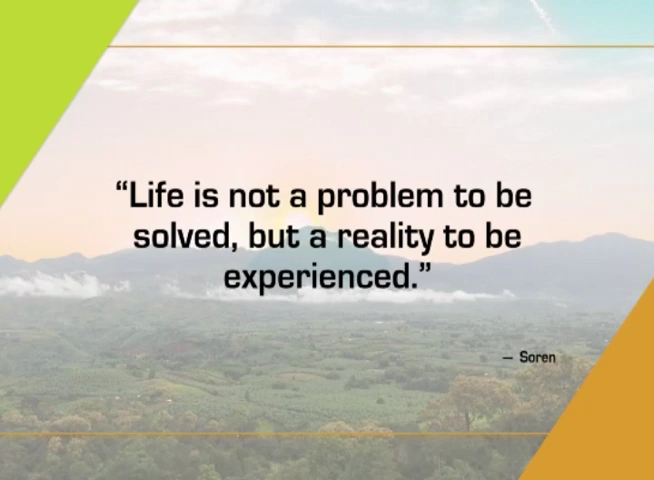 “Life is not a problem to be
solved, but a reality to be
experienced.”
– Soren